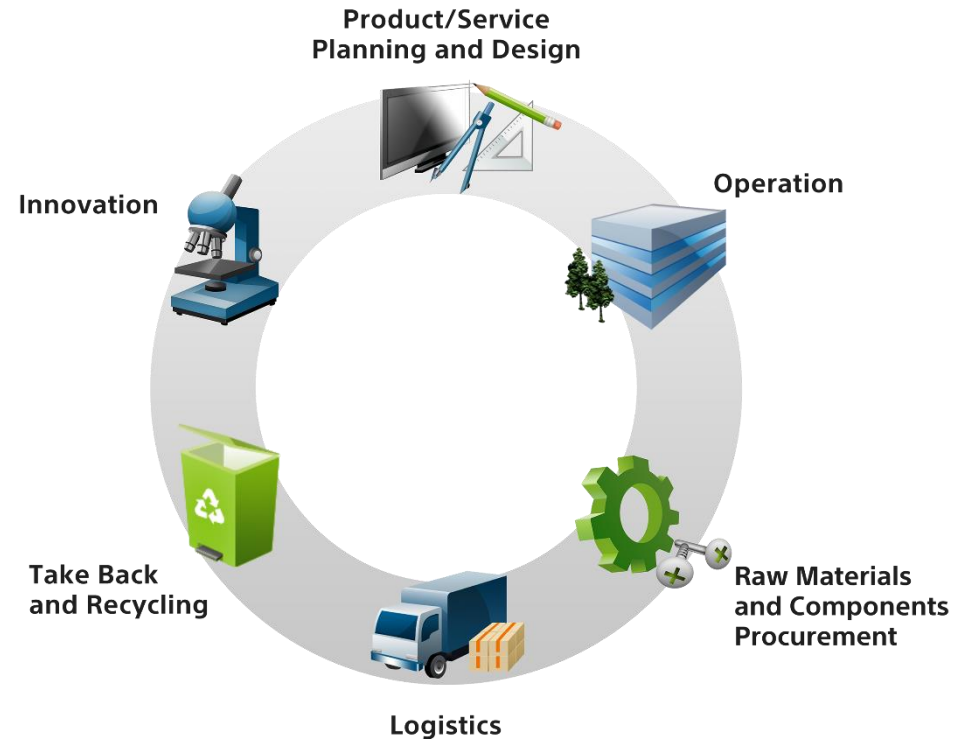 Product/Service
Planning and Design
Operation
Raw Materials
and Components
Procurement
Logistics
Take Back
and Recycling
Innovation